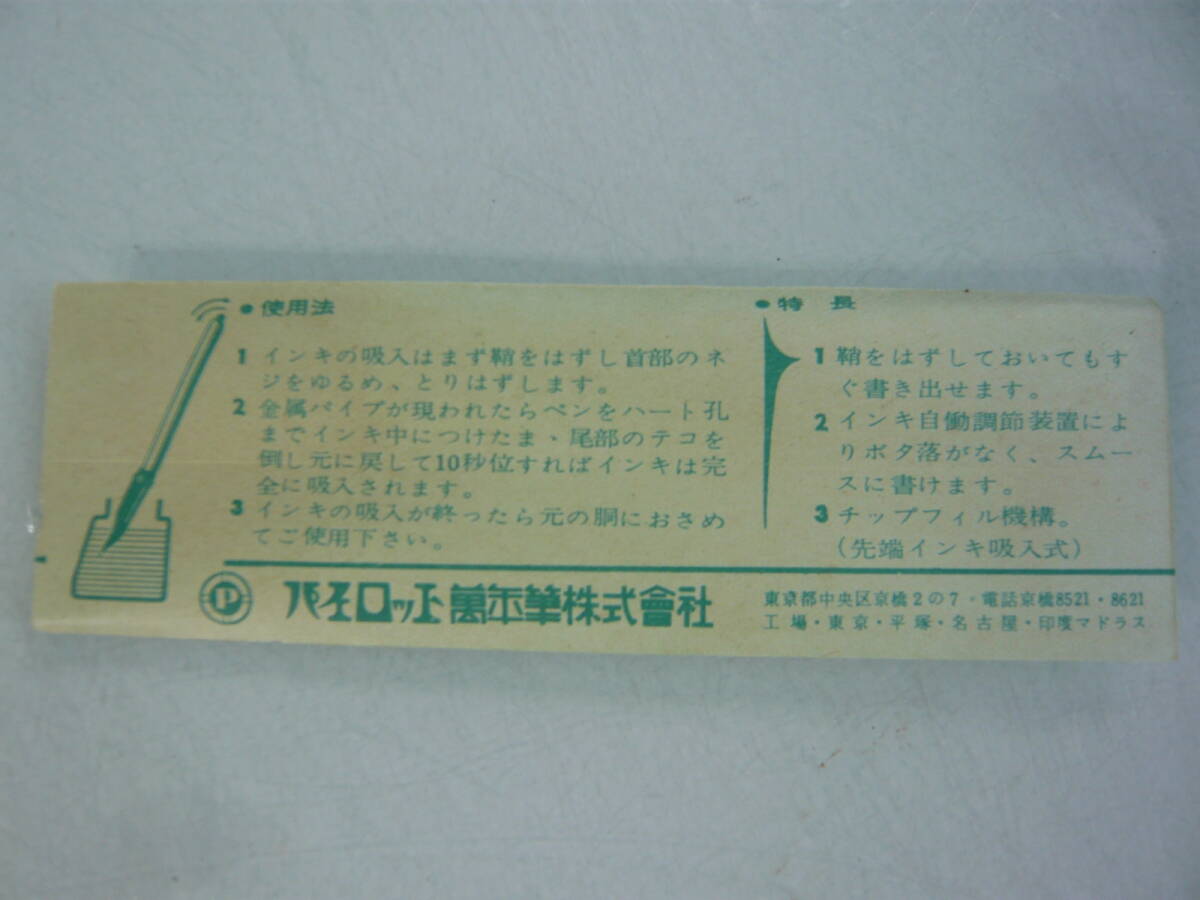 ● 使用法
1 インキの吸入はまず鞘をはずし首部のネ
ジをゆるめ、とりはずします。
2 金属パイプが現われたらペンをハート孔
までインキ中につけたまゝ尾部のテコを
倒し元に戻して10秒位すればインキは完
全に吸入されます。
3 インキの吸入が終ったら元の胴におさめ
てご使用下さい。
● 特長
1 鞘をはずしておいてもす
ぐ書き出せます。
2 インキ自働調節装置によ
りボタ落がなく、スムー
スに書けます。
3 チップフィル機構。
(先端インキ吸入式)
P パイロット萬年筆株式會社
東京都中央区京橋2の7・電話京橋8521・8621
工場・東京・平塚・名古屋・印度マドラス